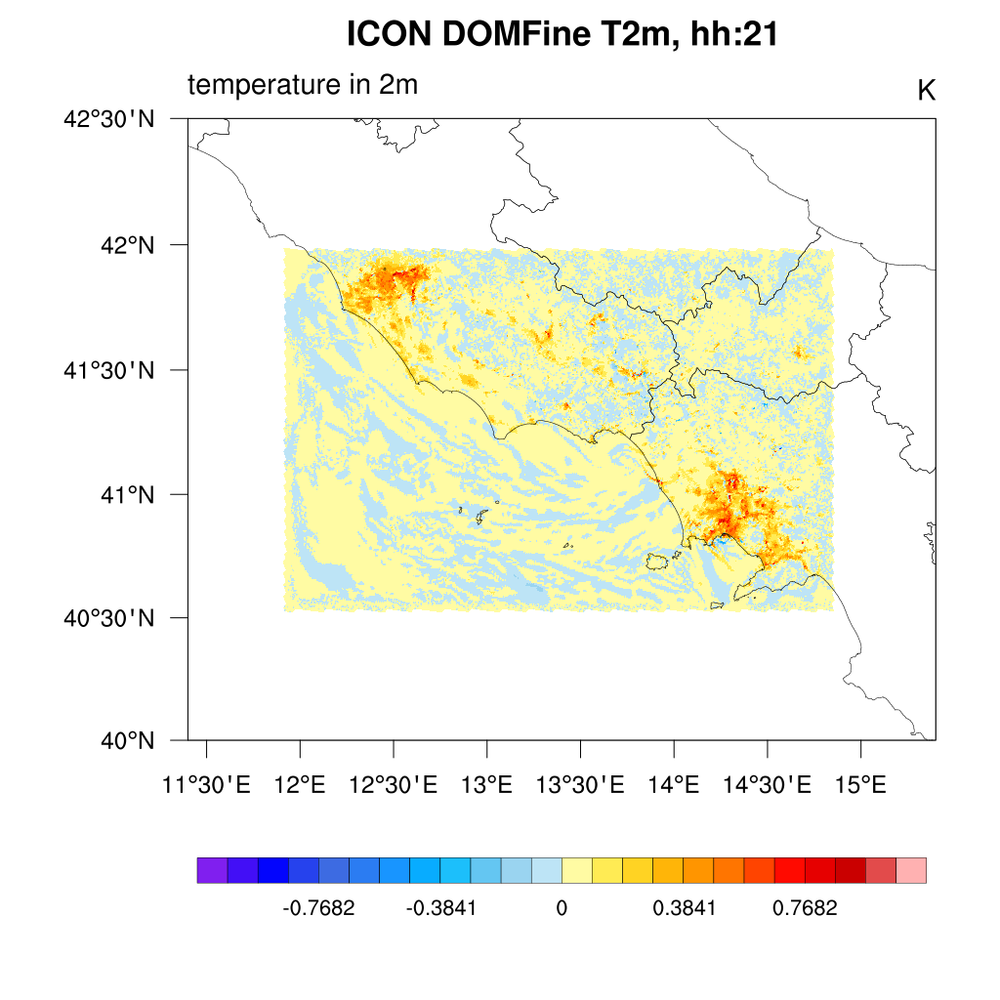 ICON DOMFine T2m, hh:21
temperature in 2m
K
42°30'N
42°N
41°30'N
41°N
40°30'N
40°N
11°30'E 12°E 12°30'E 13°E 13°30'E 14°E 14°30'E 15°E
-0.7682 -0.3841 0 0.3841 0.7682